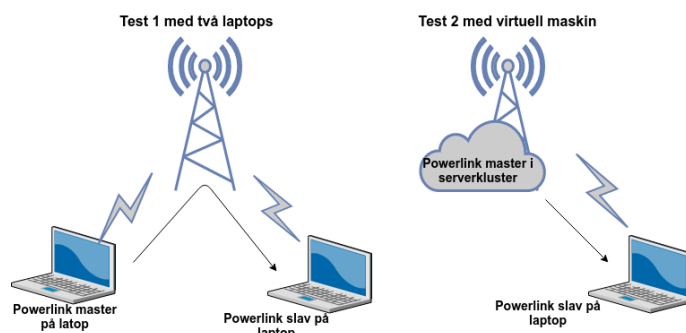 Test 1 med två laptops
Test 2 med virtuell maskin
Powerlink master i
serverkluster
Powerlink master
på latop
Powerlink slav på
laptop
Powerlink slav på
laptop